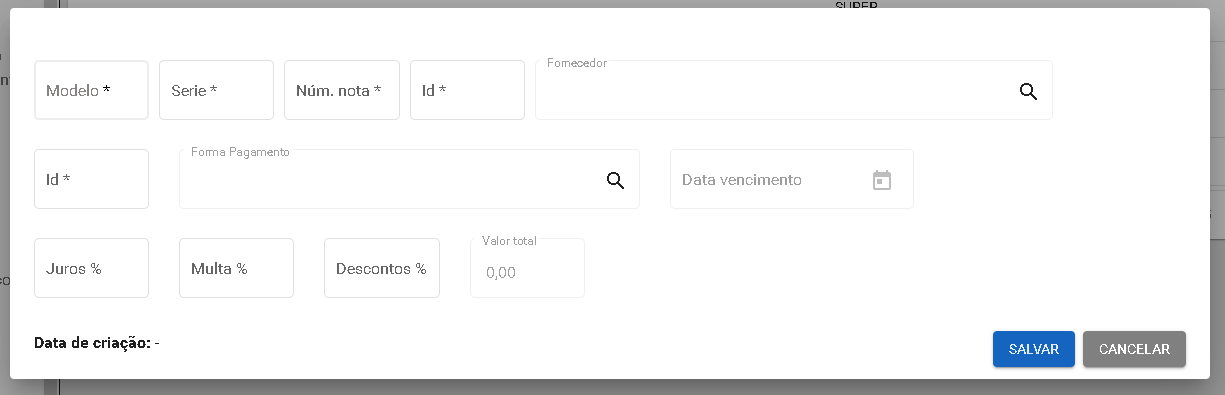 SUPER
Fornecedor
Modelo *
Serie *
Núm. nota *
Id *
Forma Pagamento
Id *
Data vencimento
Valor total
Juros %
Multa %
Descontos %
0,00
Data de criação: -
SALVAR
CANCELAR